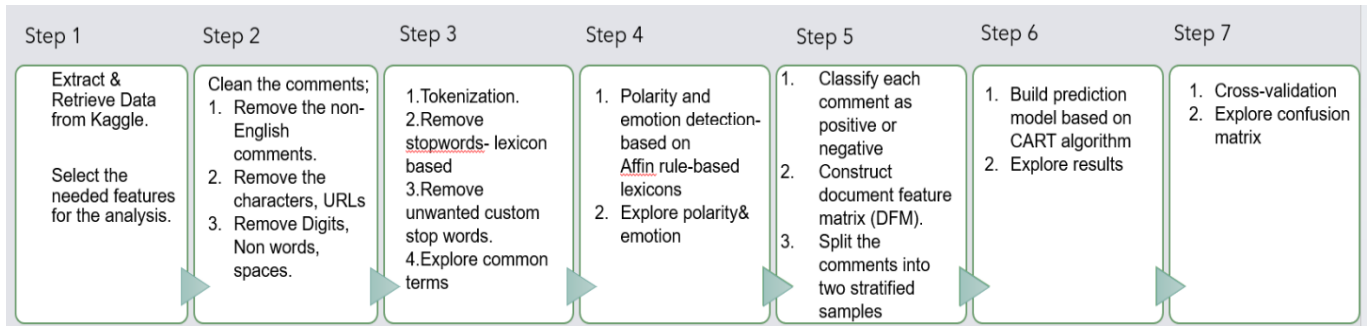 Step 1
Extract &
Retrieve Data
from Kaggle.
Select the
needed features
for the analysis.
Step 2
Clean the comments;
1. Remove the non-
English
comments.
2. Remove the
characters, URLs
3. Remove Digits,
Non words,
spaces.
Step 3
1.Tokenization.
2.Remove
stopwords- lexicon
based
3.Remove
unwanted custom
stop words.
4.Explore common
terms
Step 4
1. Polarity and
emotion detection-
based on
Affin rule-based
lexicons
2. Explore polarity&
emotion
Step 5
1. Classify each
comment as
positive or
negative
2. Construct
document feature
matrix (DFM).
3. Split the
comments into
two stratified
samples
Step 6
1. Build prediction
model based on
CART algorithm
2. Explore results
Step 7
1. Cross-validation
2. Explore confusion
matrix